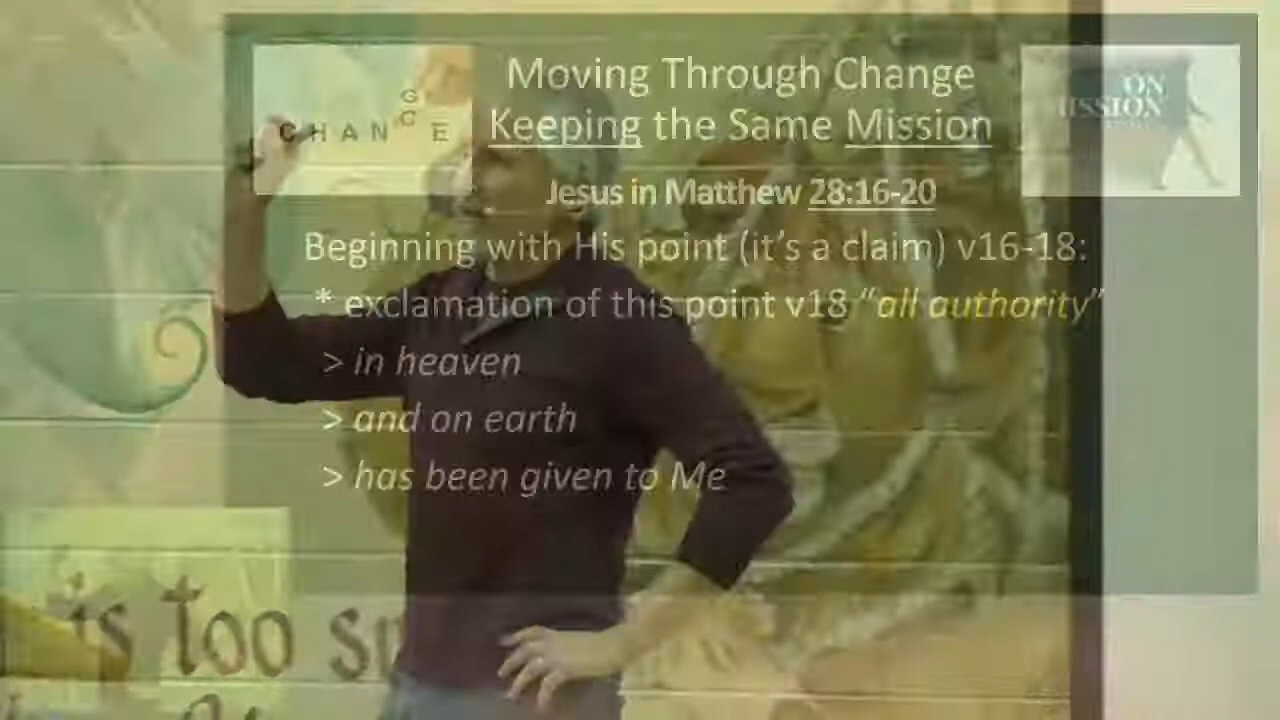 CHANGCE
ON
MISSION
Moving Through Change
Keeping the Same Mission
Jesus in Matthew 28:16-20
Beginning with His point (it’s a claim) v16-18:
* exclamation of this point v18 “all authority”
> in heaven
> and on earth
> has been given to Me
is too